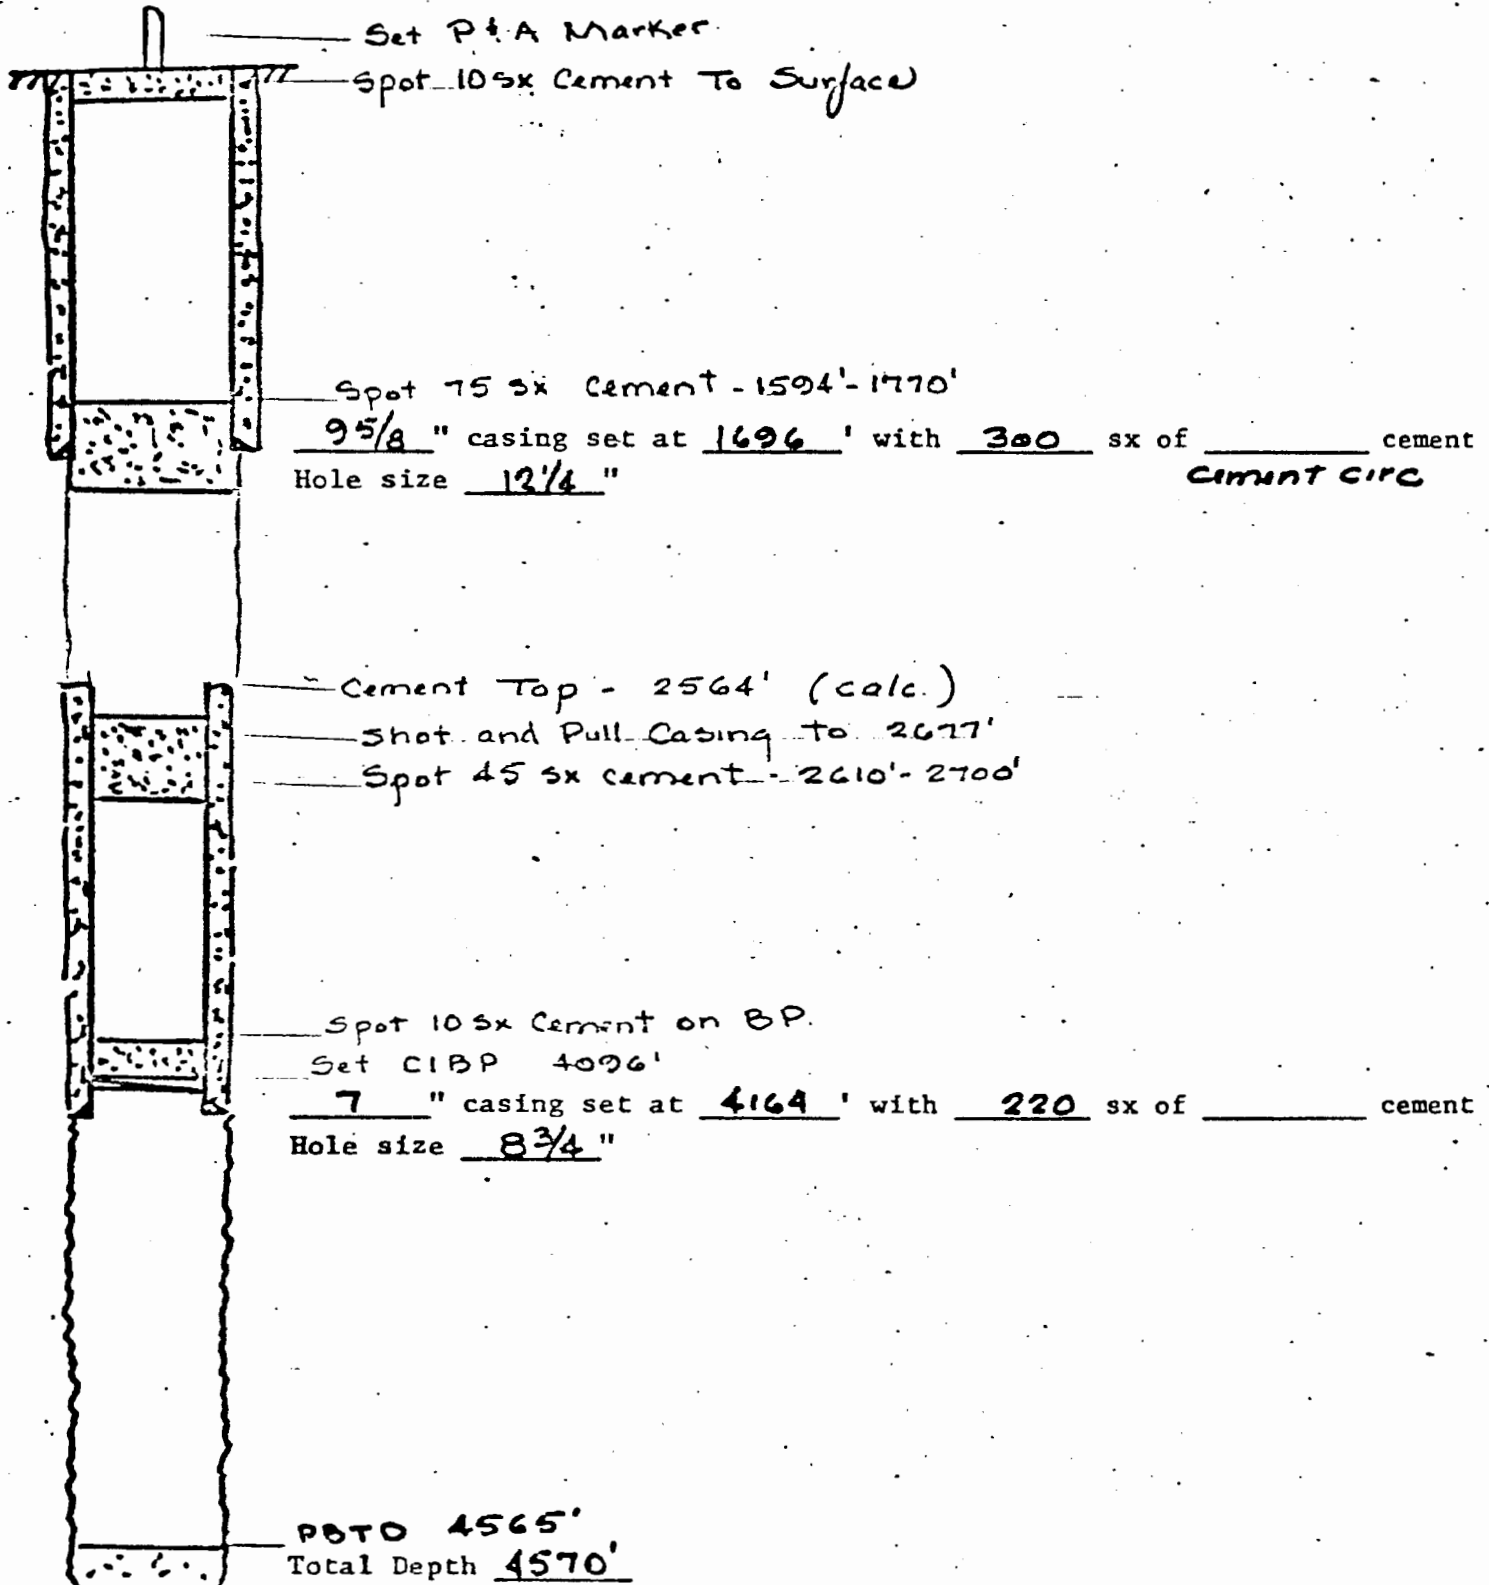 Set P & A Marker
Spot 10 sx Cement To Surface
Spot 75 sx Cement - 1594'-1770'
9 5/8 " casing set at 1696 ' with 300 sx of ________ cement
Hole size 12 1/4 "
cement circ
Cement Top - 2564' (calc.)
Shot and Pull Casing to 2677'
Spot 45 sx cement - 2610'-2700'
Spot 10 sx Cement on BP.
Set CIBP 4096'
7 " casing set at 4164 ' with 220 sx of ________ cement
Hole size 8 3/4 "
PBTD 4565'
Total Depth 4570'